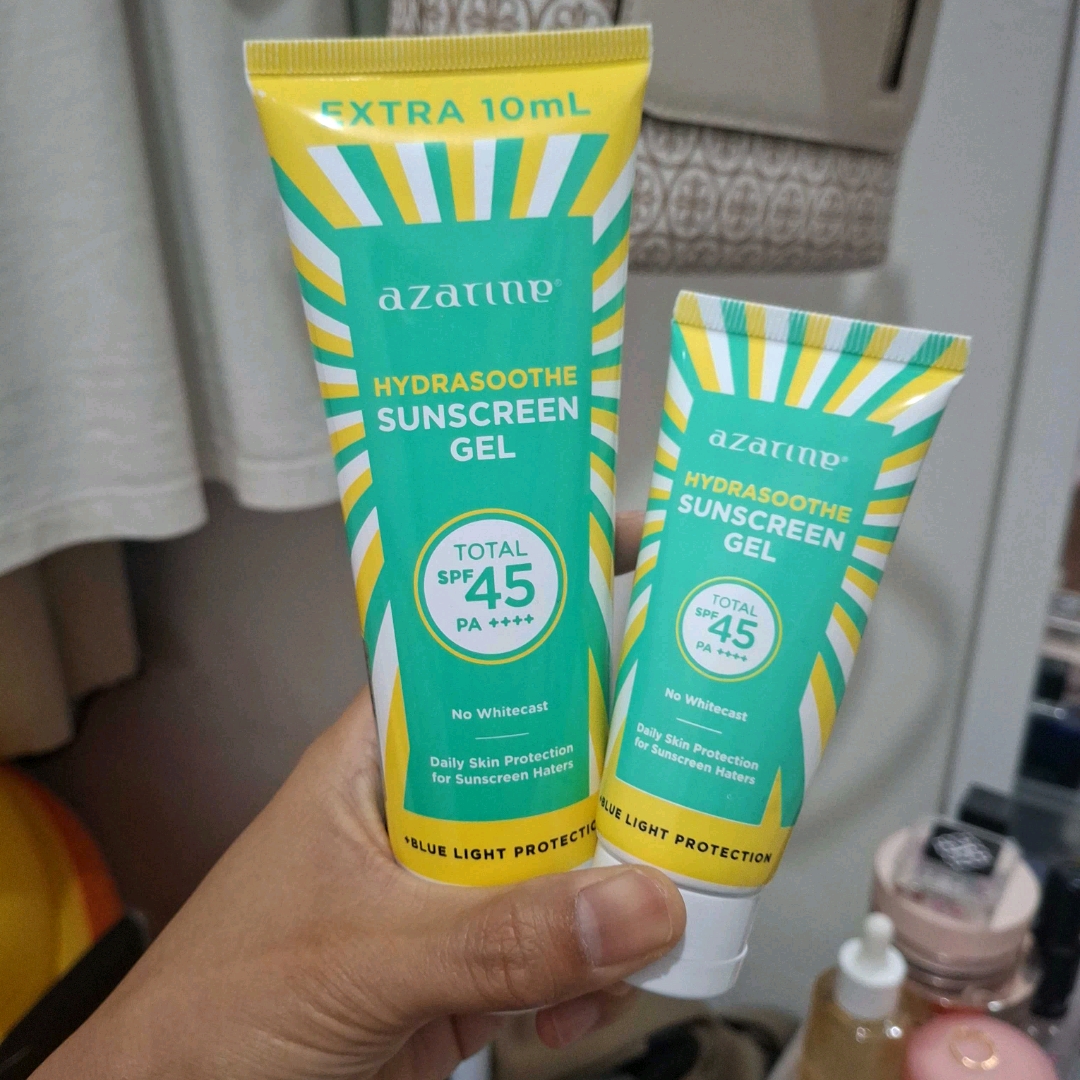 EXTRA 10mL
azarine®
HYDRASOOTHE
SUNSCREEN
GEL
TOTAL
SPF 45
PA ++++
No Whitecast
Daily Skin Protection
for Sunscreen Haters
+BLUE LIGHT PROTECTIO
azarine®
HYDRASOOTHE
SUNSCREEN
GEL
TOTAL
SPF 45
PA ++++
No Whitecast
Daily Skin Protection
for Sunscreen Haters
+BLUE LIGHT PROTECTION